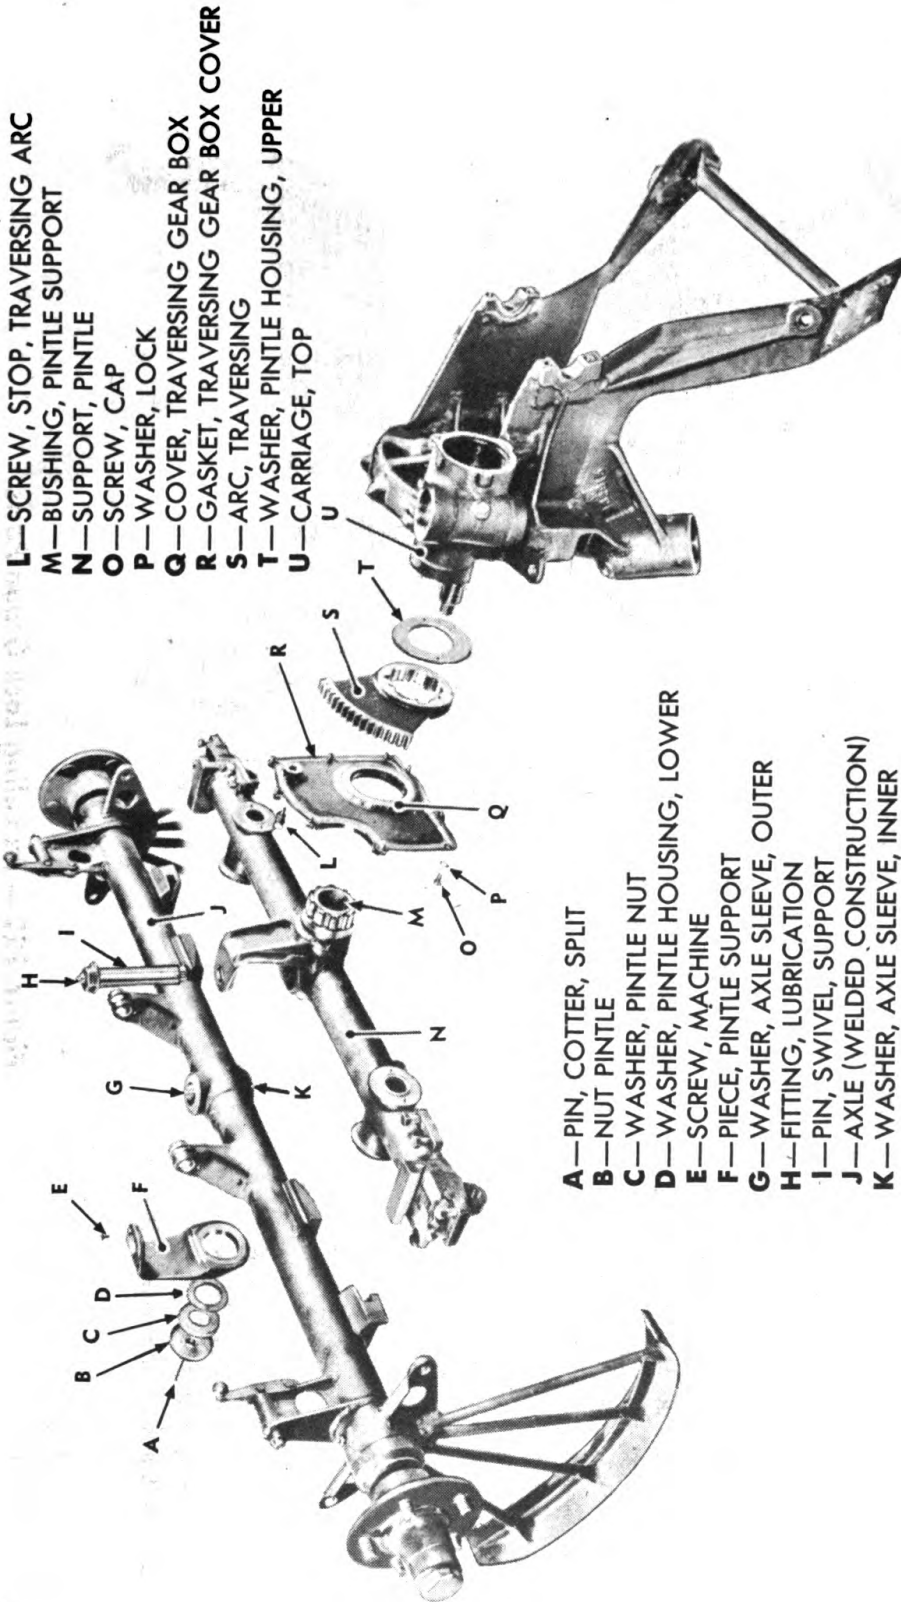 L—SCREW, STOP, TRAVERSING ARC
M—BUSHING, PINTLE SUPPORT
N—SUPPORT, PINTLE
O—SCREW, CAP
P—WASHER, LOCK
Q—COVER, TRAVERSING GEAR BOX
R—GASKET, TRAVERSING GEAR BOX COVER
S—ARC, TRAVERSING
T—WASHER, PINTLE HOUSING, UPPER
U—CARRIAGE, TOP
A
B
C
D
E
F
G
H
I
J
K
L
M
N
O
P
Q
R
S
T
U
A—PIN, COTTER, SPLIT
B—NUT PINTLE
C—WASHER, PINTLE NUT
D—WASHER, PINTLE HOUSING, LOWER
E—SCREW, MACHINE
F—PIECE, PINTLE SUPPORT
G—WASHER, AXLE SLEEVE, OUTER
H—FITTING, LUBRICATION
I—PIN, SWIVEL, SUPPORT
J—AXLE (WELDED CONSTRUCTION)
K—WASHER, AXLE SLEEVE, INNER